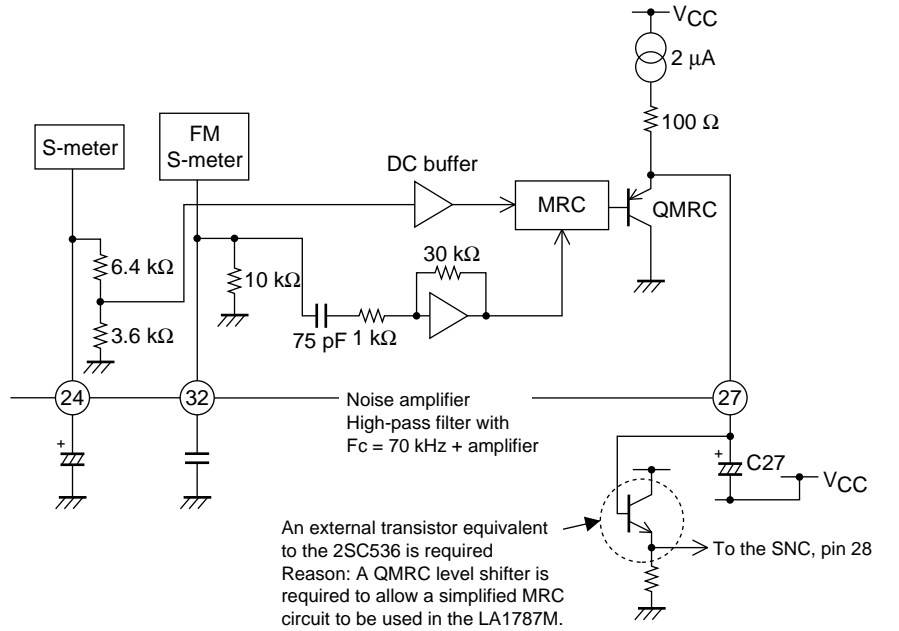 VCC
2 μA
100 Ω
S-meter
FM
S-meter
DC buffer
MRC
QMRC
6.4 kΩ
3.6 kΩ
10 kΩ
30 kΩ
75 pF
1 kΩ
24
32
27
Noise amplifier
High-pass filter with
Fc = 70 kHz + amplifier
+
+
C27
VCC
An external transistor equivalent
to the 2SC536 is required
Reason: A QMRC level shifter is
required to allow a simplified MRC
circuit to be used in the LA1787M.
To the SNC, pin 28